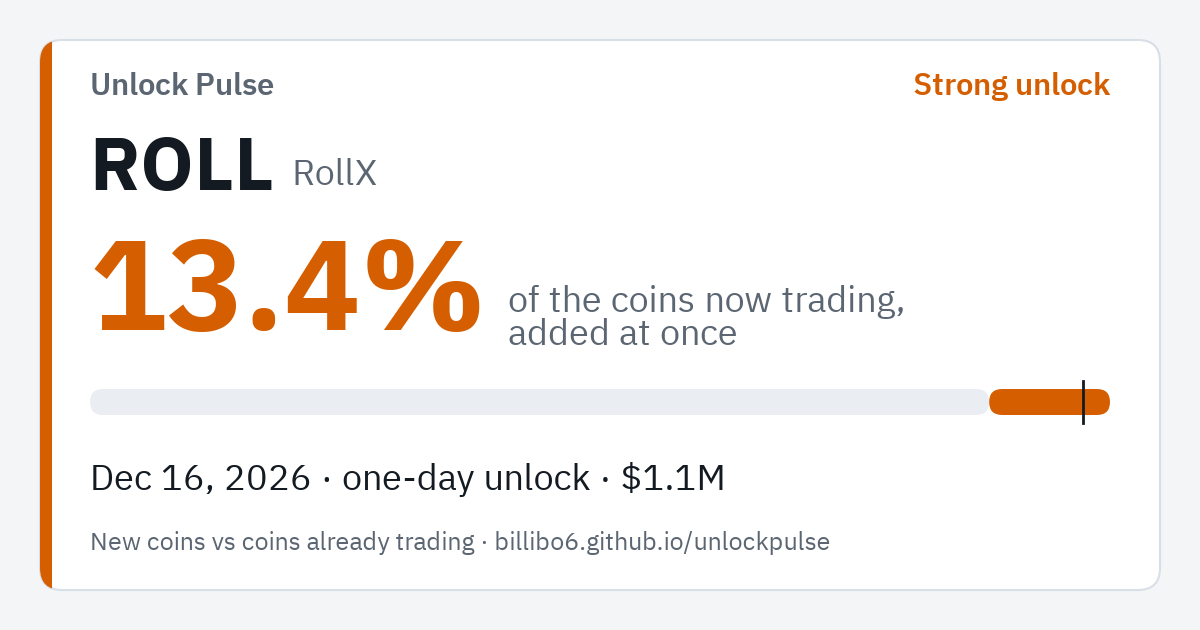 Unlock Pulse
Strong unlock
ROLL RollX
13.4% of the coins now trading,
added at once
Dec 16, 2026 · one-day unlock · $1.1M
New coins vs coins already trading · billibo6.github.io/unlockpulse